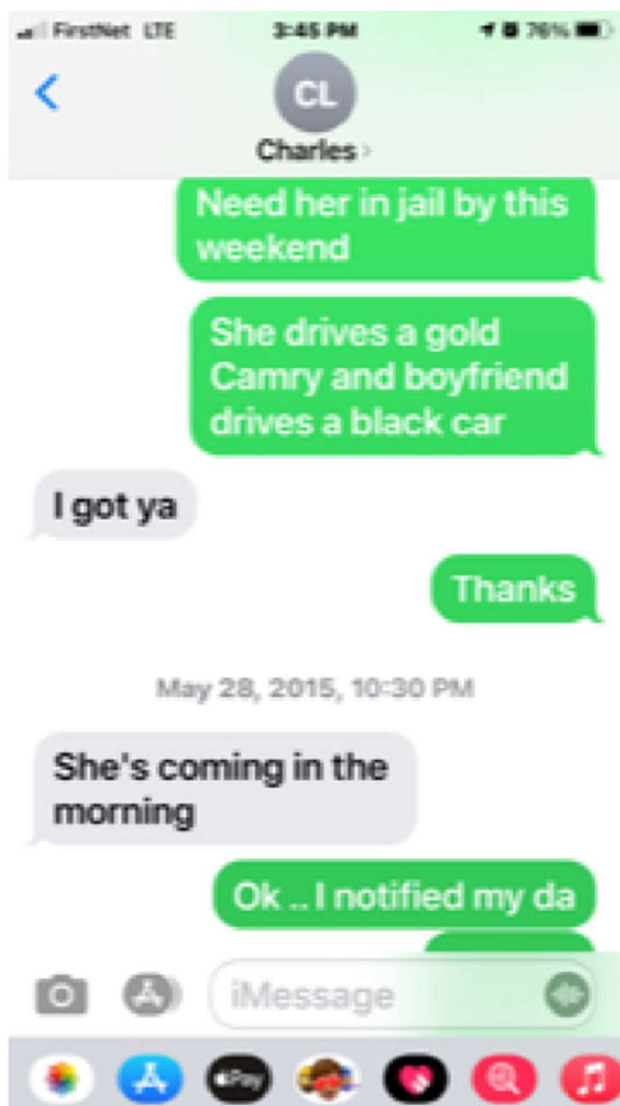 FirstNet LTE 3:45 PM 76%
CL
Charles
Need her in jail by this
weekend
She drives a gold
Camry and boyfriend
drives a black car
I got ya
Thanks
May 28, 2015, 10:30 PM
She's coming in the
morning
Ok .. I notified my da
iMessage
Pay